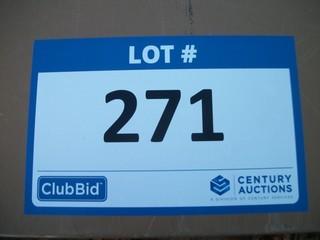 LOT #
271
ClubBid
CENTURY
AUCTIONS
A DIVISION OF CENTURY SERVICES